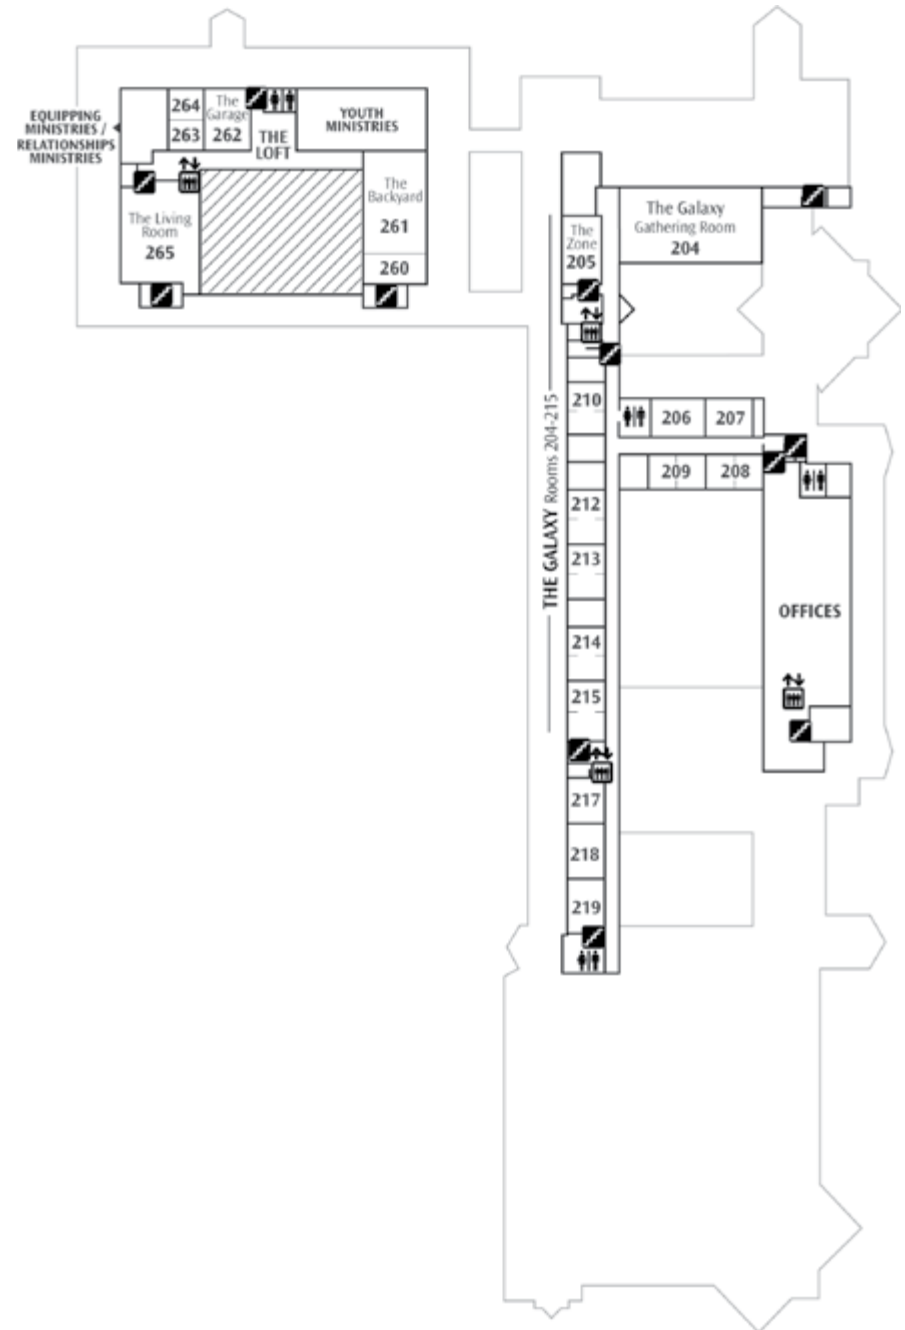 EQUIPPING
MINISTRIES /
RELATIONSHIPS
MINISTRIES
264
263
The
Garage
262
THE
LOFT
YOUTH
MINISTRIES
The Living
Room
265
The
Backyard
261
260
The
Zone
205
The Galaxy
Gathering Room
204
THE GALAXY Rooms 204-215
210
206
207
209
208
212
213
214
215
217
218
219
OFFICES